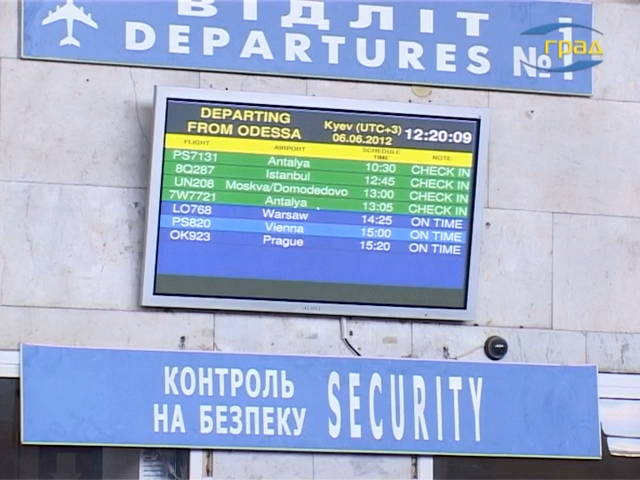 ВІДЛІТ
DEPARTURES №1
град
DEPARTING
FROM ODESSA
Kyev (UTC+3)
06.06.2012
12:20:09
FLIGHT AIRPORT SCHEDULE TIME NOTE
PS7131 Antalya 10:30 CHECK IN
8Q287 Istanbul 12:45 CHECK IN
UN208 Moskva/Domodedovo 13:00 CHECK IN
7W7721 Antalya 13:05 CHECK IN
LO768 Warsaw 14:25 ON TIME
PS820 Vienna 15:00 ON TIME
OK923 Prague 15:20 ON TIME
КОНТРОЛЬ
НА БЕЗПЕКУ
SECURITY